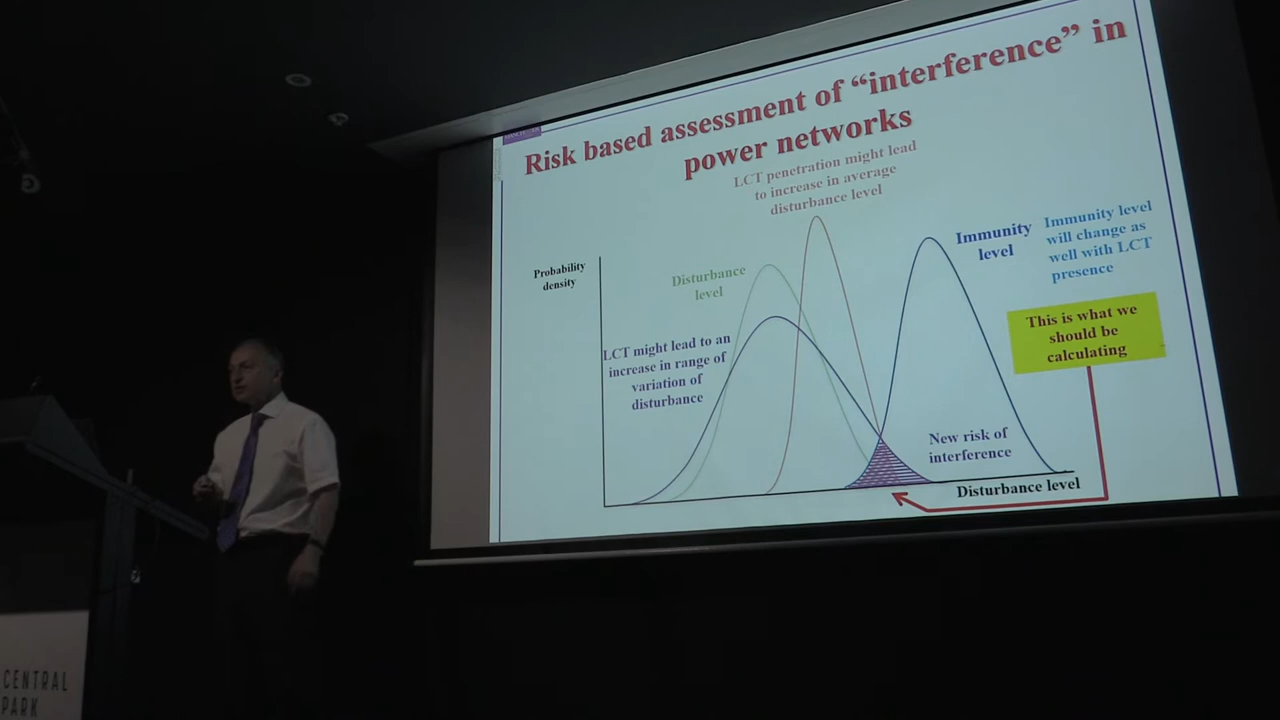 Risk based assessment of “interference” in
power networks
LCT penetration might lead
to increase in average
disturbance level
Immunity
level
Immunity level
will change as
well with LCT
presence
Probability
density
Disturbance
level
This is what we
should be
calculating
LCT might lead to an
increase in range of
variation of
disturbance
New risk of
interference
Disturbance level
CENTRAL
PARK